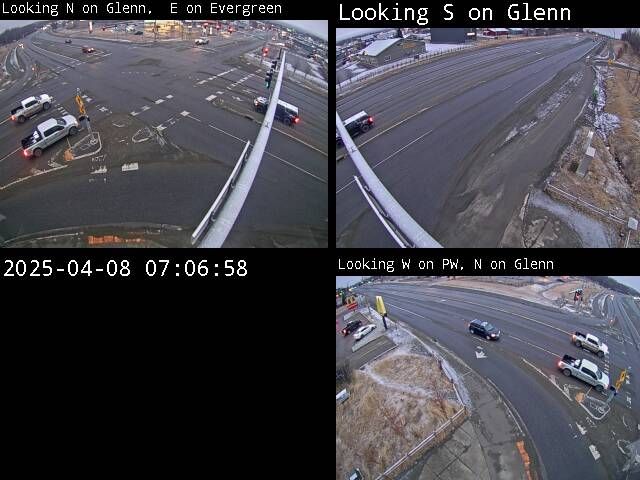 Looking N on Glenn,  E on Evergreen
Looking S on Glenn
2025-04-08 07:06:58
Looking W on PW, N on Glenn